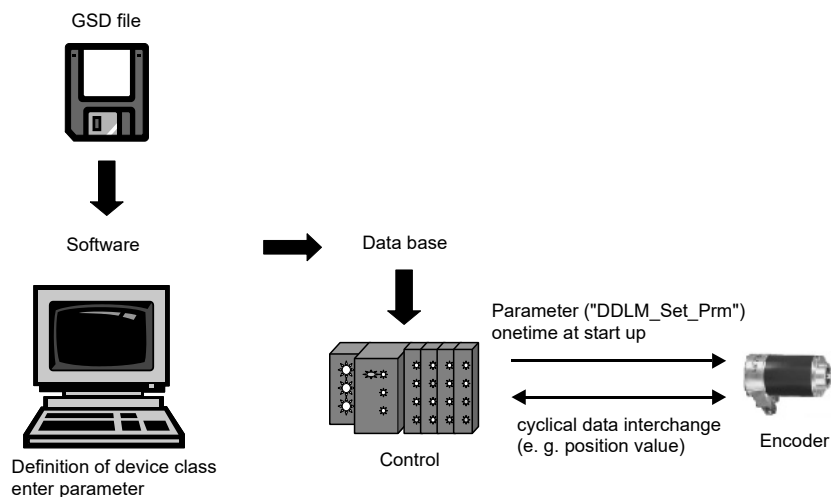 GSD file
Software
Data base
Parameter ("DDLM_Set_Prm")
onetime at start up
cyclical data interchange
(e. g. position value)
Encoder
Control
Definition of device class
enter parameter